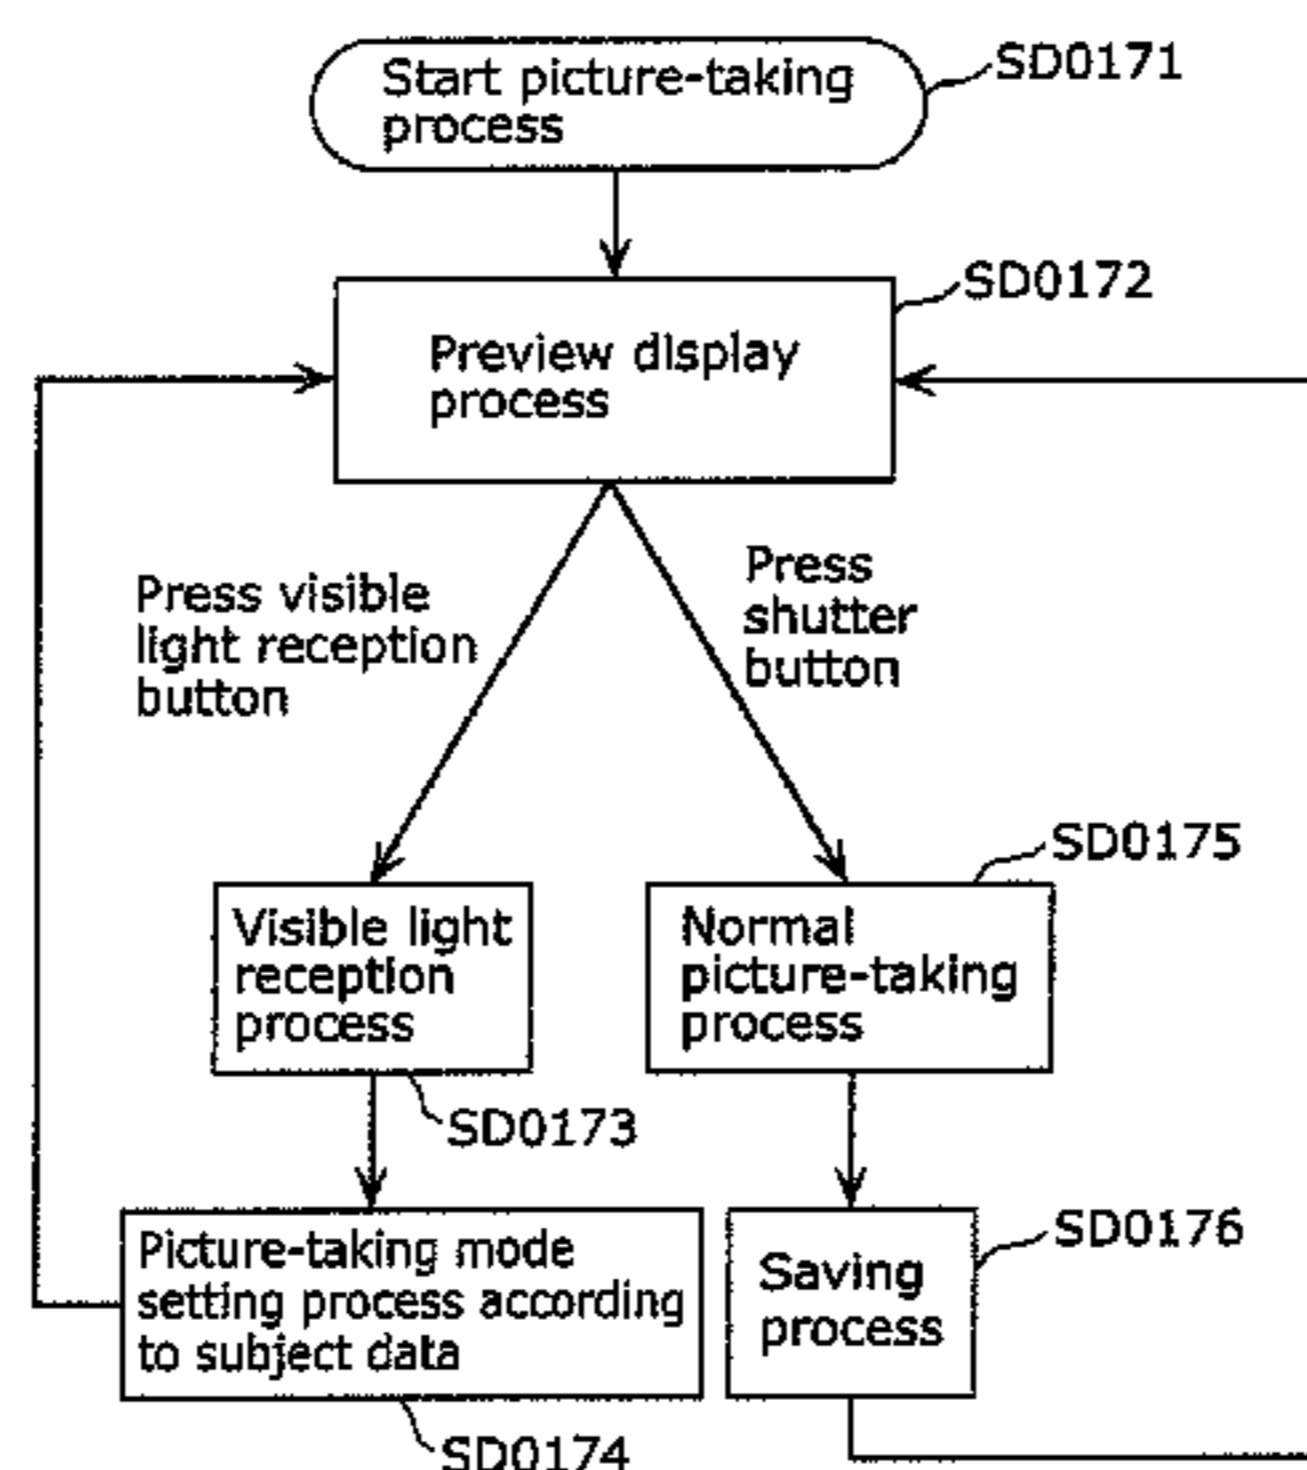 Start picture-taking
process
SD0171
SD0172
Preview display
process
Press visible
light reception
button
Press
shutter
button
SD0175
Visible light
reception
process
Normal
picture-taking
process
SD0173
Picture-taking mode
setting process according
to subject data
SD0176
Saving
process
SD0174